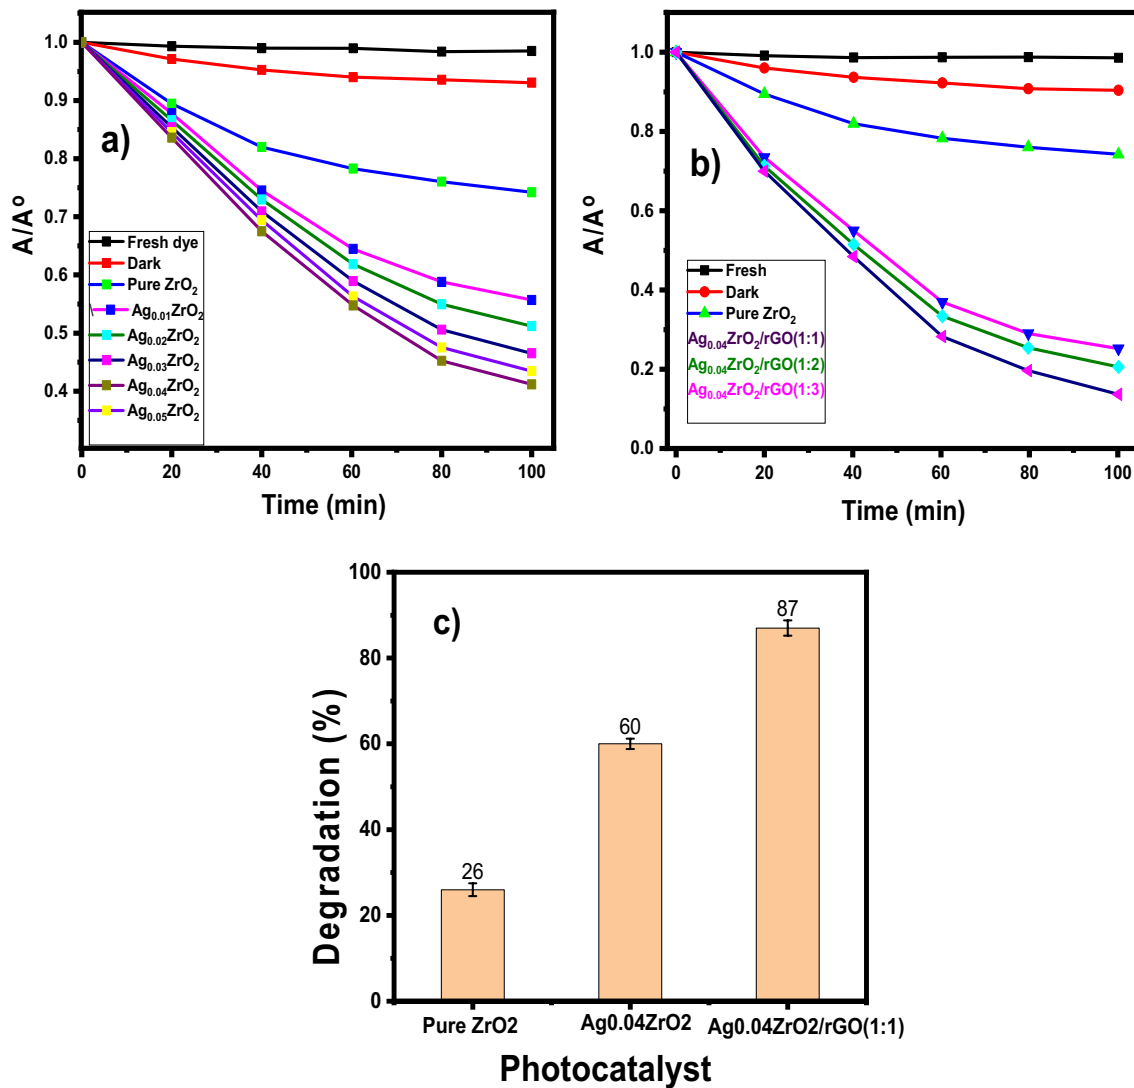 a)
A/Aº
1.0
0.9
0.8
0.7
0.6
0.5
0.4
Fresh dye
Dark
Pure ZrO₂
Ag₀.₀₁ZrO₂
Ag₀.₀₂ZrO₂
Ag₀.₀₃ZrO₂
Ag₀.₀₄ZrO₂
Ag₀.₀₅ZrO₂
0 20 40 60 80 100
Time (min)
b)
A/Aº
1.0
0.8
0.6
0.4
0.2
0.0
Fresh
Dark
Pure ZrO₂
Ag₀.₀₄ZrO₂/rGO(1:1)
Ag₀.₀₄ZrO₂/rGO(1:2)
Ag₀.₀₄ZrO₂/rGO(1:3)
0 20 40 60 80 100
Time (min)
c)
Degradation (%)
100
80
60
40
20
0
26
60
87
Pure ZrO2 Ag0.04ZrO2 Ag0.04ZrO2/rGO(1:1)
Photocatalyst